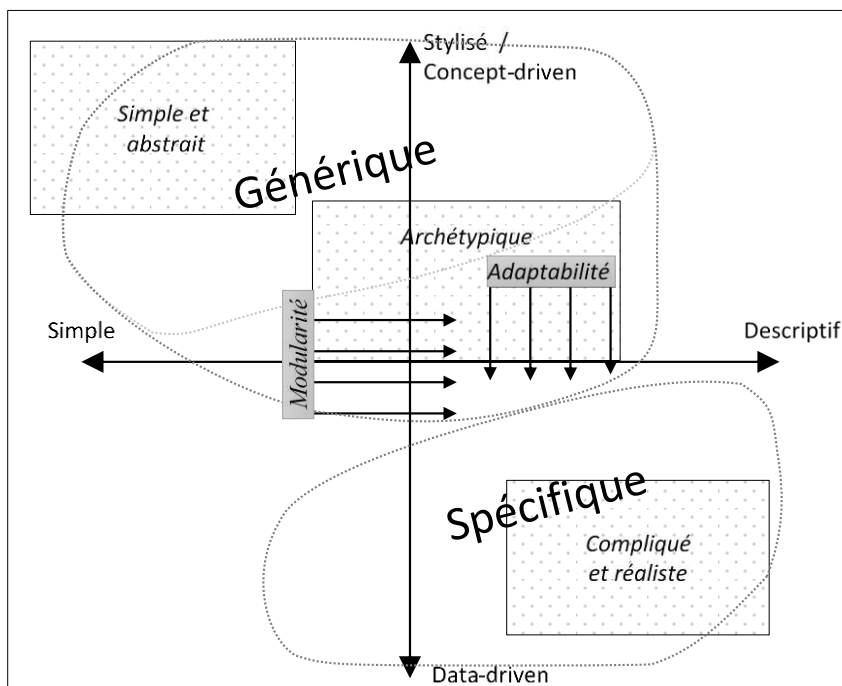 Stylisé /
Concept-driven
Simple et
abstrait
Générique
Archétypique
Adaptabilité
Modularité
Simple
Descriptif
Spécifique
Compliqué
et réaliste
Data-driven